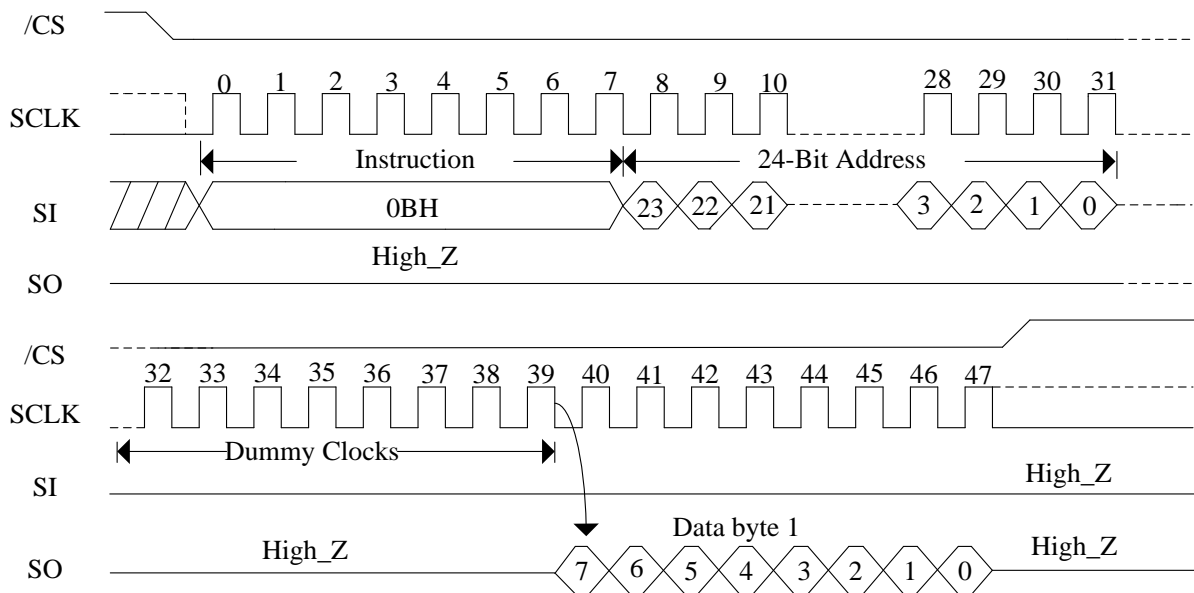 /CS
0 1 2 3 4 5 6 7 8 9 10 28 29 30 31
SCLK
Instruction 24-Bit Address
SI 0BH 23 22 21 3 2 1 0
High_Z
SO
/CS
32 33 34 35 36 37 38 39 40 41 42 43 44 45 46 47
SCLK
Dummy Clocks
SI High_Z
High_Z Data byte 1 High_Z
SO 7 6 5 4 3 2 1 0